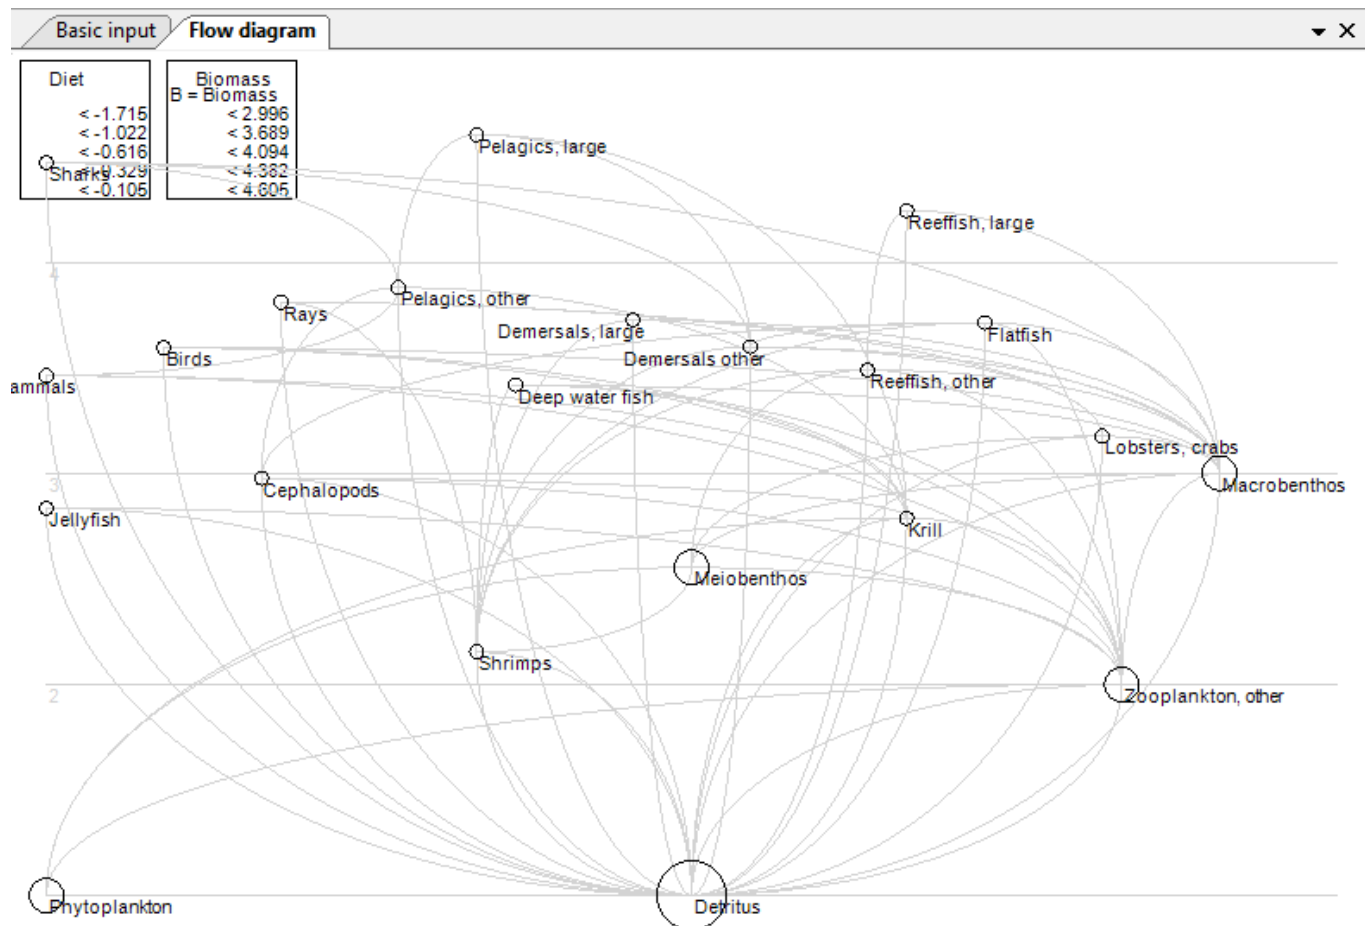 Basic input
Flow diagram
Diet
< -1.715
< -1.022
< -0.616
< -0.329
< -0.105
Biomass
B = Biomass
< 2.996
< 3.689
< 4.094
< 4.382
< 4.605
Pelagics, large
Sharks
Reeffish, large
4
Pelagics, other
Rays
Demersals, large
Flatfish
Birds
Demersals other
ammals
Reeffish, other
Deep water fish
Lobsters, crabs
3
Cephalopods
Macrobenthos
Jellyfish
Krill
Meiobenthos
Shrimps
2
Zooplankton, other
Phytoplankton
Detritus